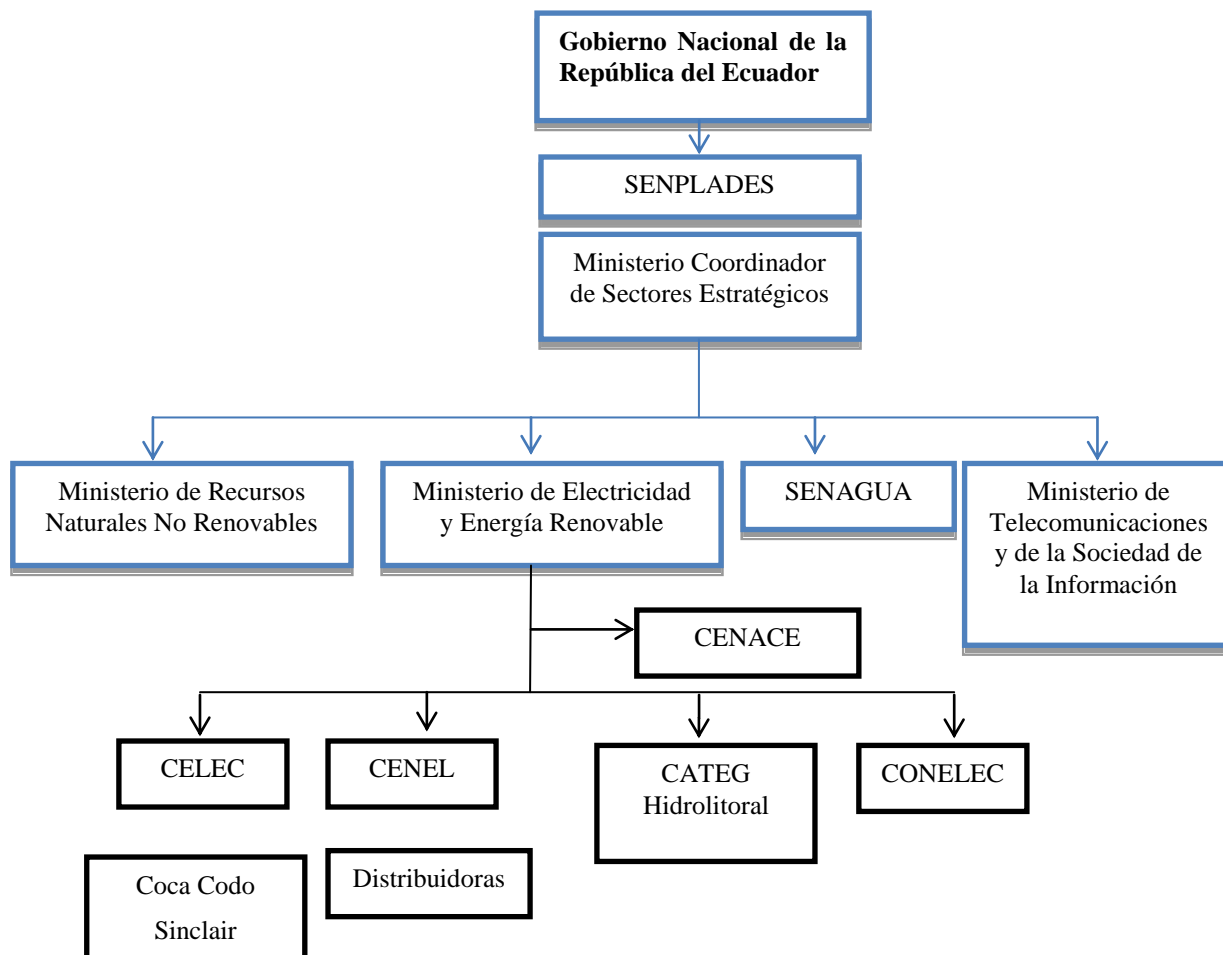 Gobierno Nacional de la
República del Ecuador
SENPLADES
Ministerio Coordinador
de Sectores Estratégicos
Ministerio de Recursos
Naturales No Renovables
Ministerio de Electricidad
y Energía Renovable
SENAGUA
Ministerio de
Telecomunicaciones
y de la Sociedad de
la Información
CENACE
CELEC
CENEL
CATEG
Hidrolitoral
CONELEC
Coca Codo
Sinclair
Distribuidoras